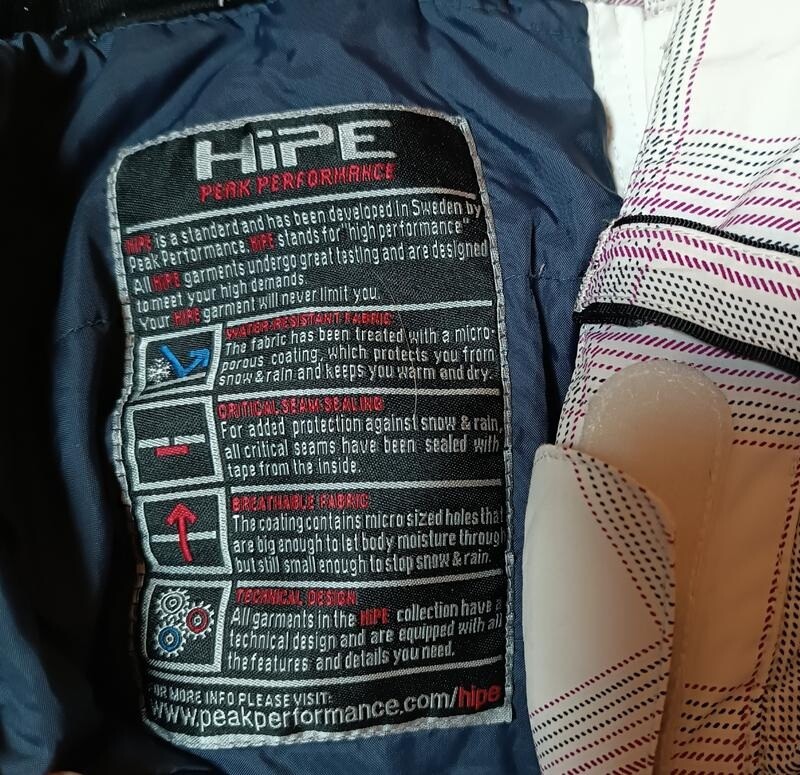 HiPE
PEAK PERFORMANCE
HiPE is a standard and has been developed in Sweden by
Peak Performance. HiPE stands for "high performance".
All HiPE garments undergo great testing and are designed
to meet your high demands.
Your HiPE garment will never limit you.
WATER-RESISTANT FABRIC
The fabric has been treated with a micro-
porous coating, which protects you from
snow & rain and keeps you warm and dry.
CRITICAL SEAM SEALING
For added protection against snow & rain,
all critical seams have been sealed with
tape from the inside.
BREATHABLE FABRIC
The coating contains micro sized holes that
are big enough to let body moisture through
but still small enough to stop snow & rain.
TECHNICAL DESIGN
All garments in the HiPE collection have a
technical design and are equipped with all
the features and details you need.
FOR MORE INFO PLEASE VISIT:
www.peakperformance.com/hipe